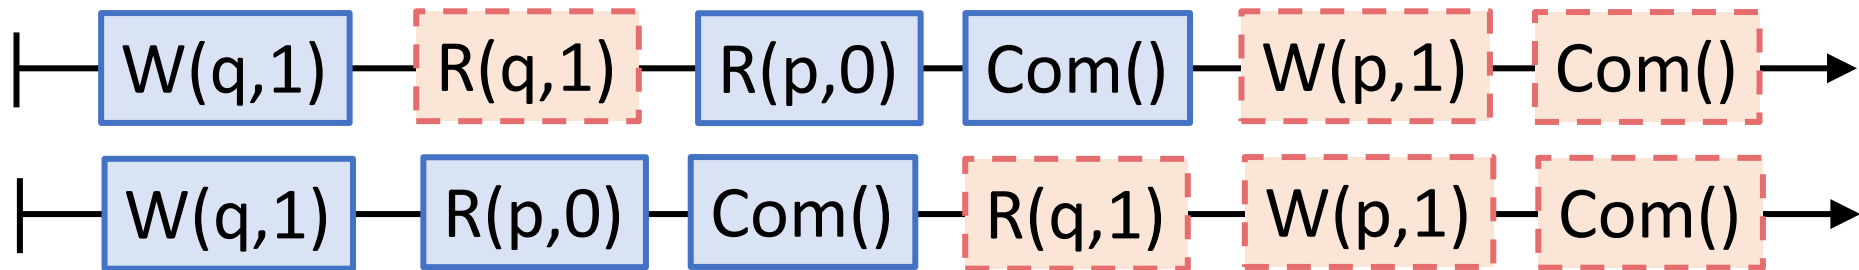 W(q,1) R(q,1) R(p,0) Com() W(p,1) Com()
W(q,1) R(p,0) Com() R(q,1) W(p,1) Com()